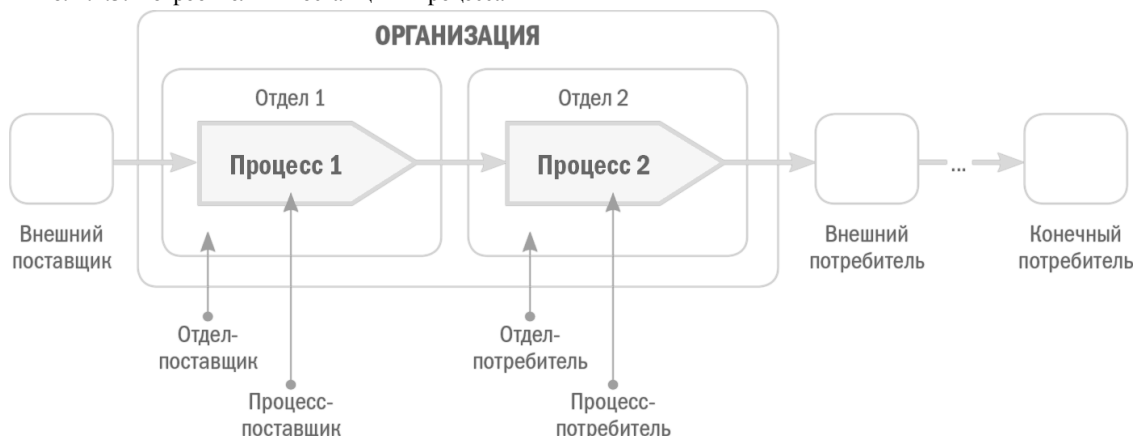 ОРГАНИЗАЦИЯ
Отдел 1
Отдел 2
Процесс 1
Процесс 2
...
Внешний
поставщик
Внешний
потребитель
Конечный
потребитель
Отдел-
поставщик
Отдел-
потребитель
Процесс-
поставщик
Процесс-
потребитель